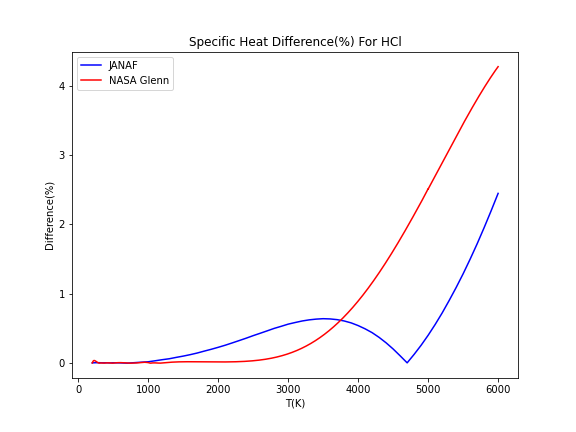 Specific Heat Difference(%) For HCl
JANAF
NASA Glenn
4
3
2
1
0
Difference(%)
0 1000 2000 3000 4000 5000 6000
T(K)